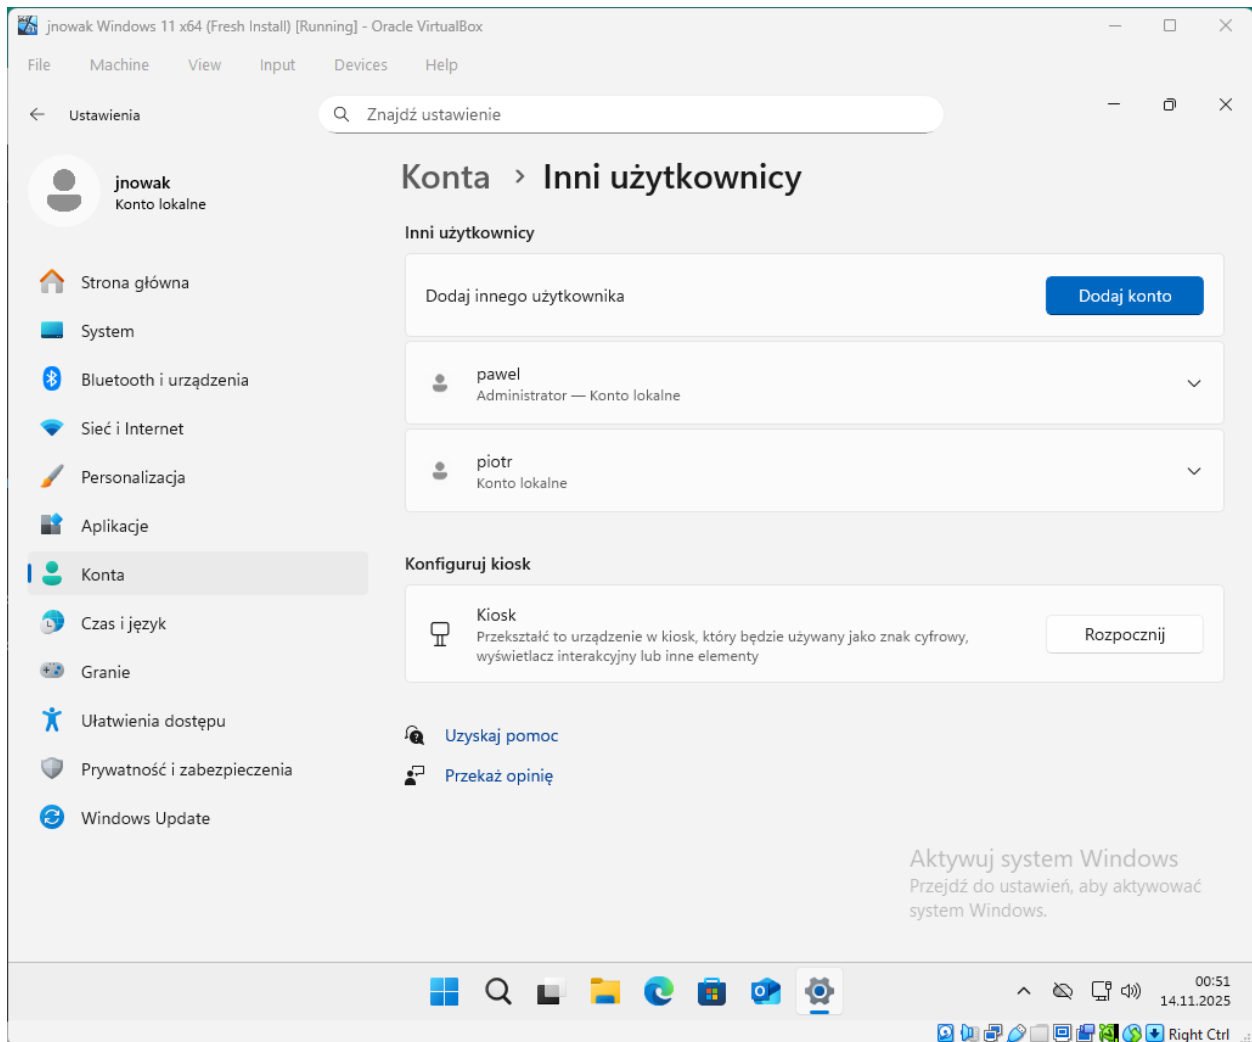 jnowak Windows 11 x64 (Fresh Install) [Running] - Oracle VirtualBox
File Machine View Input Devices Help
Ustawienia
Znajdź ustawienie
jnowak
Konto lokalne
Strona główna
System
Bluetooth i urządzenia
Sieć i Internet
Personalizacja
Aplikacje
Konta
Czas i język
Granie
Ułatwienia dostępu
Prywatność i zabezpieczenia
Windows Update
Konta > Inni użytkownicy
Inni użytkownicy
Dodaj innego użytkownika
Dodaj konto
pawel
Administrator — Konto lokalne
piotr
Konto lokalne
Konfiguruj kiosk
Kiosk
Przekształć to urządzenie w kiosk, który będzie używany jako znak cyfrowy,
wyświetlacz interakcyjny lub inne elementy
Rozpocznij
Uzyskaj pomoc
Przekaż opinię
Aktywuj system Windows
Przejdź do ustawień, aby aktywować
system Windows.
00:51
14.11.2025
Right Ctrl